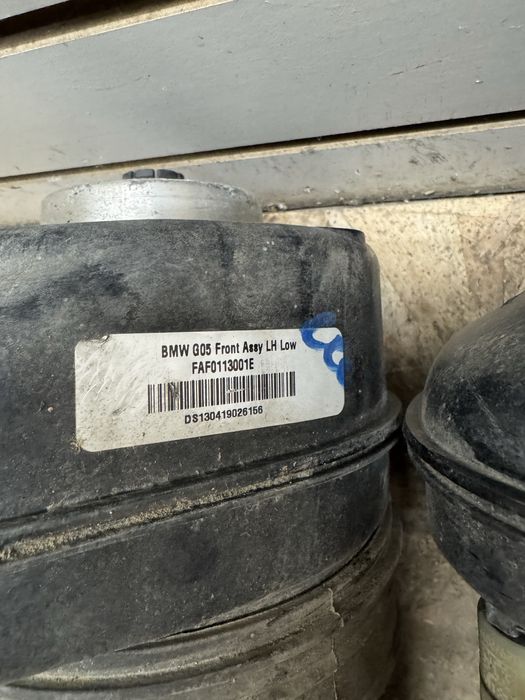 BMW G05 Front Assy LH Low
FAF0113001E
DS130419026156